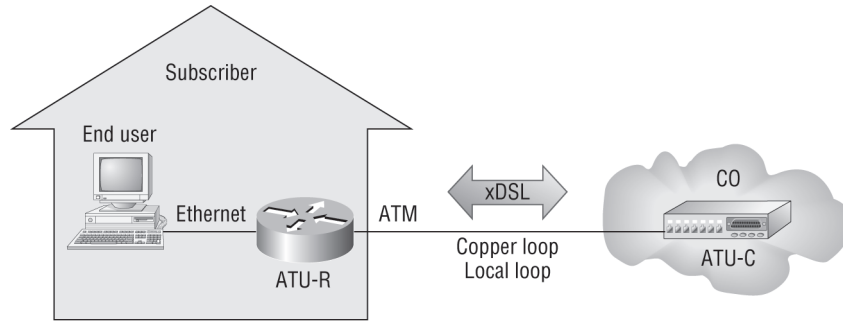 Subscriber
End user
Ethernet
ATU-R
ATM
xDSL
Copper loop
Local loop
CO
ATU-C